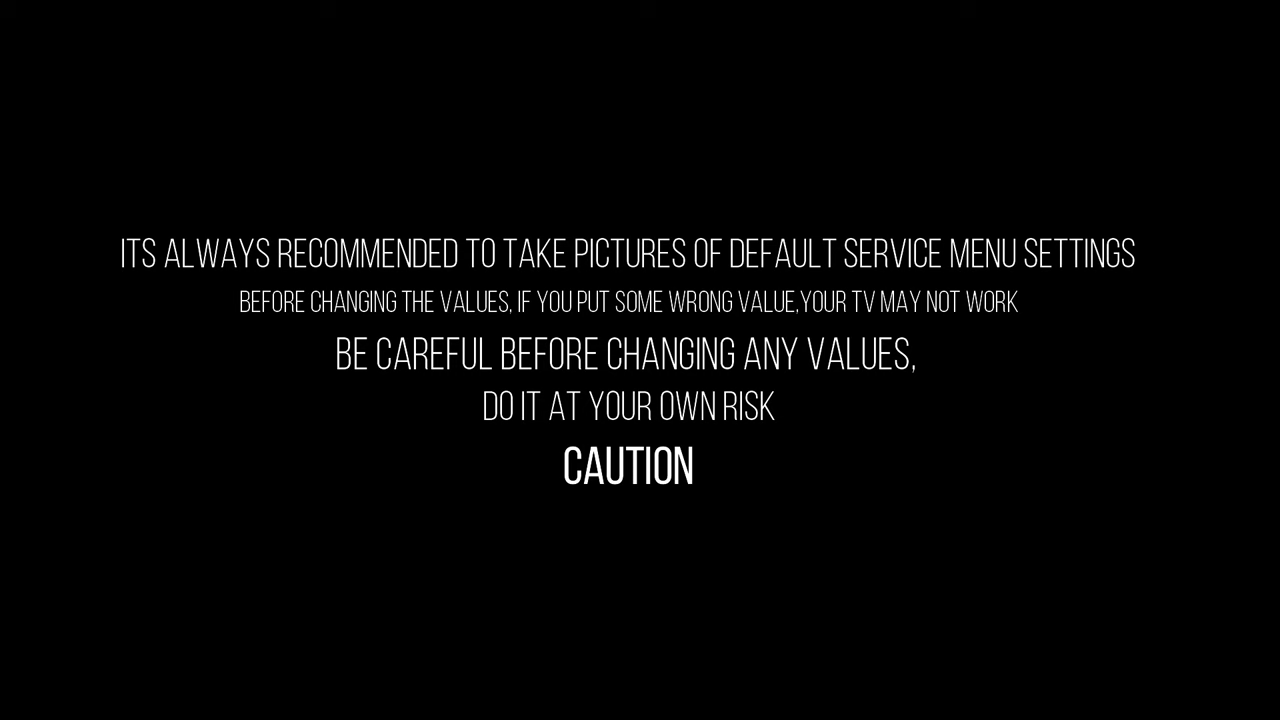 ITS ALWAYS RECOMMENDED TO TAKE PICTURES OF DEFAULT SERVICE MENU SETTINGS
BEFORE CHANGING THE VALUES, IF YOU PUT SOME WRONG VALUE,YOUR TV MAY NOT WORK
BE CAREFUL BEFORE CHANGING ANY VALUES,
DO IT AT YOUR OWN RISK
CAUTION